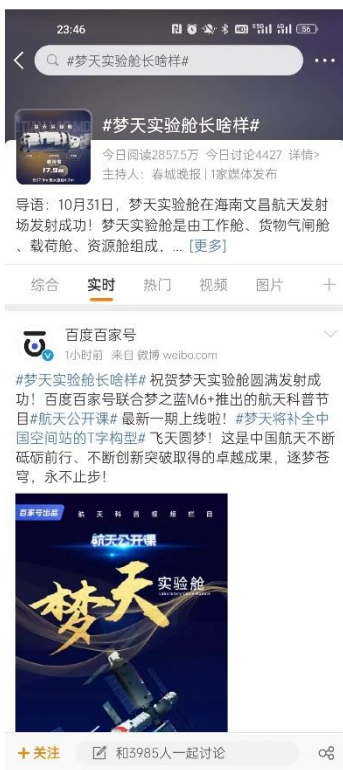 23:46
56
#梦天实验舱长啥样#
17.9米
#梦天实验舱长啥样#
今日阅读2857.5万 今日讨论4427 详情>
主持人：春城晚报 | 1家媒体发布
导语：10月31日，梦天实验舱在海南文昌航天发射
场发射成功！梦天实验舱是由工作舱、货物气闸舱
、载荷舱、资源舱组成，... [更多]
综合 实时 热门 视频 图片
百度百家号
1小时前 来自 微博 weibo.com
#梦天实验舱长啥样# 祝贺梦天实验舱圆满发射成
功！百度百家号联合梦之蓝M6+推出的航天科普节
目#航天公开课# 最新一期上线啦！#梦天将补全中
国空间站的T字构型# 飞天圆梦！这是中国航天不断
砥砺前行、不断创新突破取得的卓越成果，逐梦苍
穹，永不止步！
百家号出品 航天科普视频栏目
航天公开课
梦天 实验舱
+关注 和3985人一起讨论